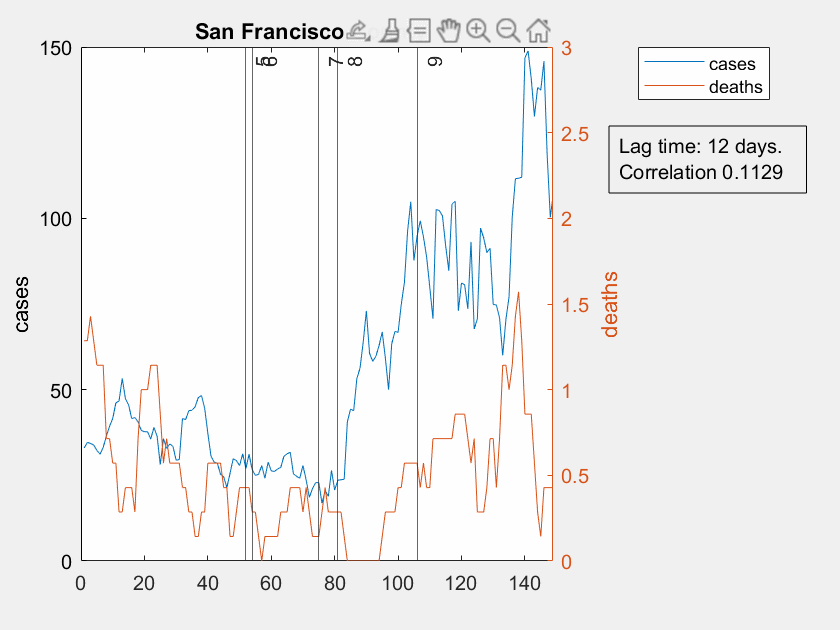 San Francisco
150
100
50
0
cases
0 20 40 60 80 100 120 140
5 6 7 8 9
3
2.5
2
1.5
1
0.5
0
deaths
cases
deaths
Lag time: 12 days.
Correlation 0.1129